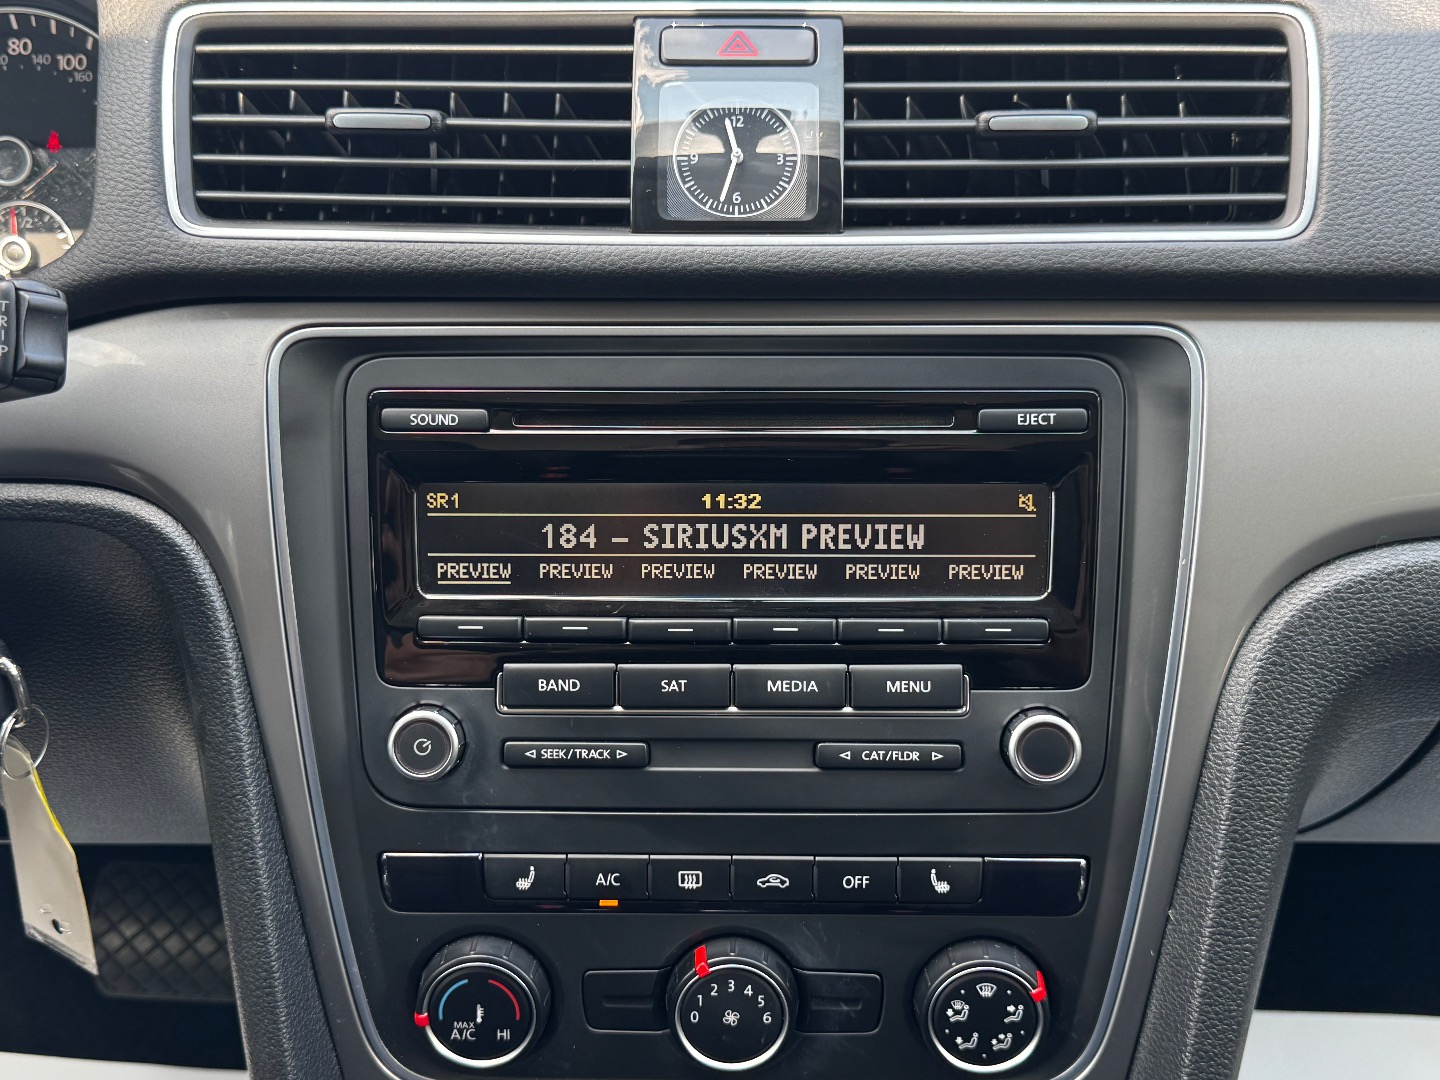 80
100
140
160
12
9
3
6
TRIP
SOUND
EJECT
SR1
11:32
184 – SIRIUSXM PREVIEW
PREVIEW PREVIEW PREVIEW PREVIEW PREVIEW PREVIEW
BAND SAT MEDIA MENU
SEEK/TRACK
CAT/FLDR
A/C
OFF
MAX
A/C
HI
0 1 2 3 4 5 6